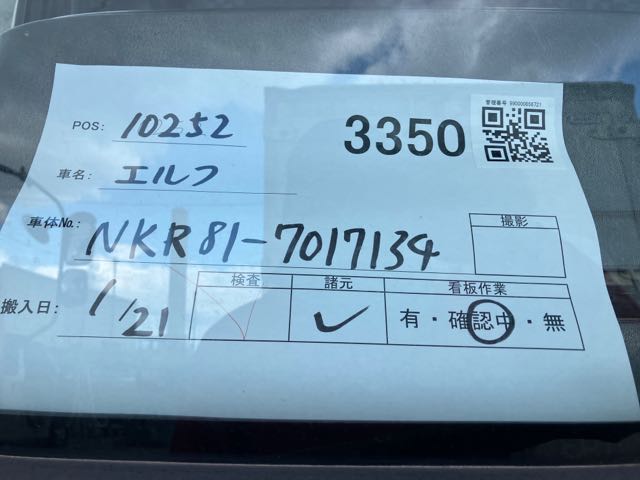 管理番号 990000658721
POS: 10252
3350
車名: エルフ
車体No.: NKR81-7017134
撮影
搬入日: 1/21
検査 諸元 看板作業
✓ 有・確認中・無